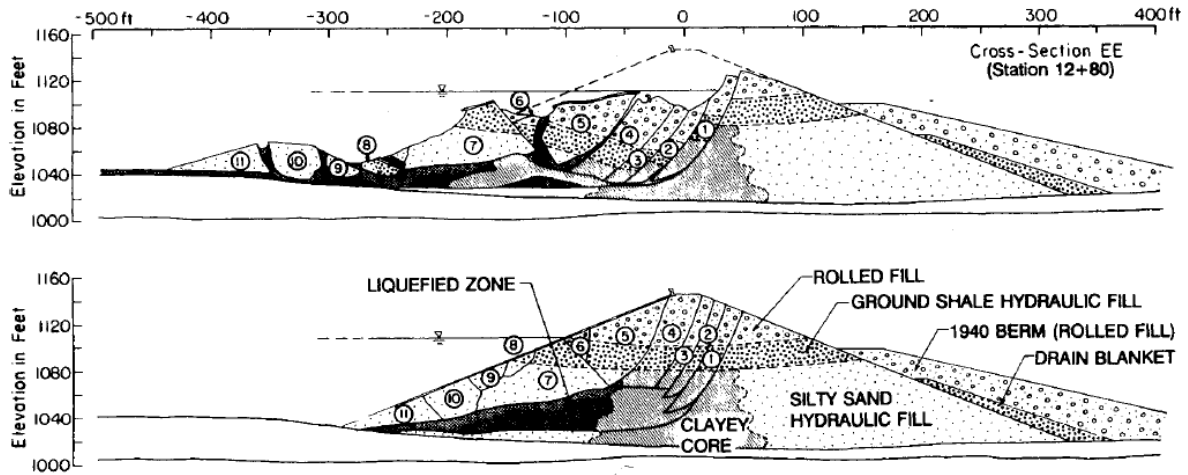 -500 ft -400 -300 -200 -100 0 100 200 300 400 ft
Elevation in Feet
1160
1120
1080
1040
1000
Cross-Section EE
(Station 12+80)
11 10 9 8 7 6 5 4 3 2 1
Elevation in Feet
1160
1120
1080
1040
1000
LIQUEFIED ZONE
ROLLED FILL
GROUND SHALE HYDRAULIC FILL
1940 BERM (ROLLED FILL)
DRAIN BLANKET
SILTY SAND
HYDRAULIC FILL
CLAYEY
CORE
11 10 9 8 7 6 5 4 3 2 1